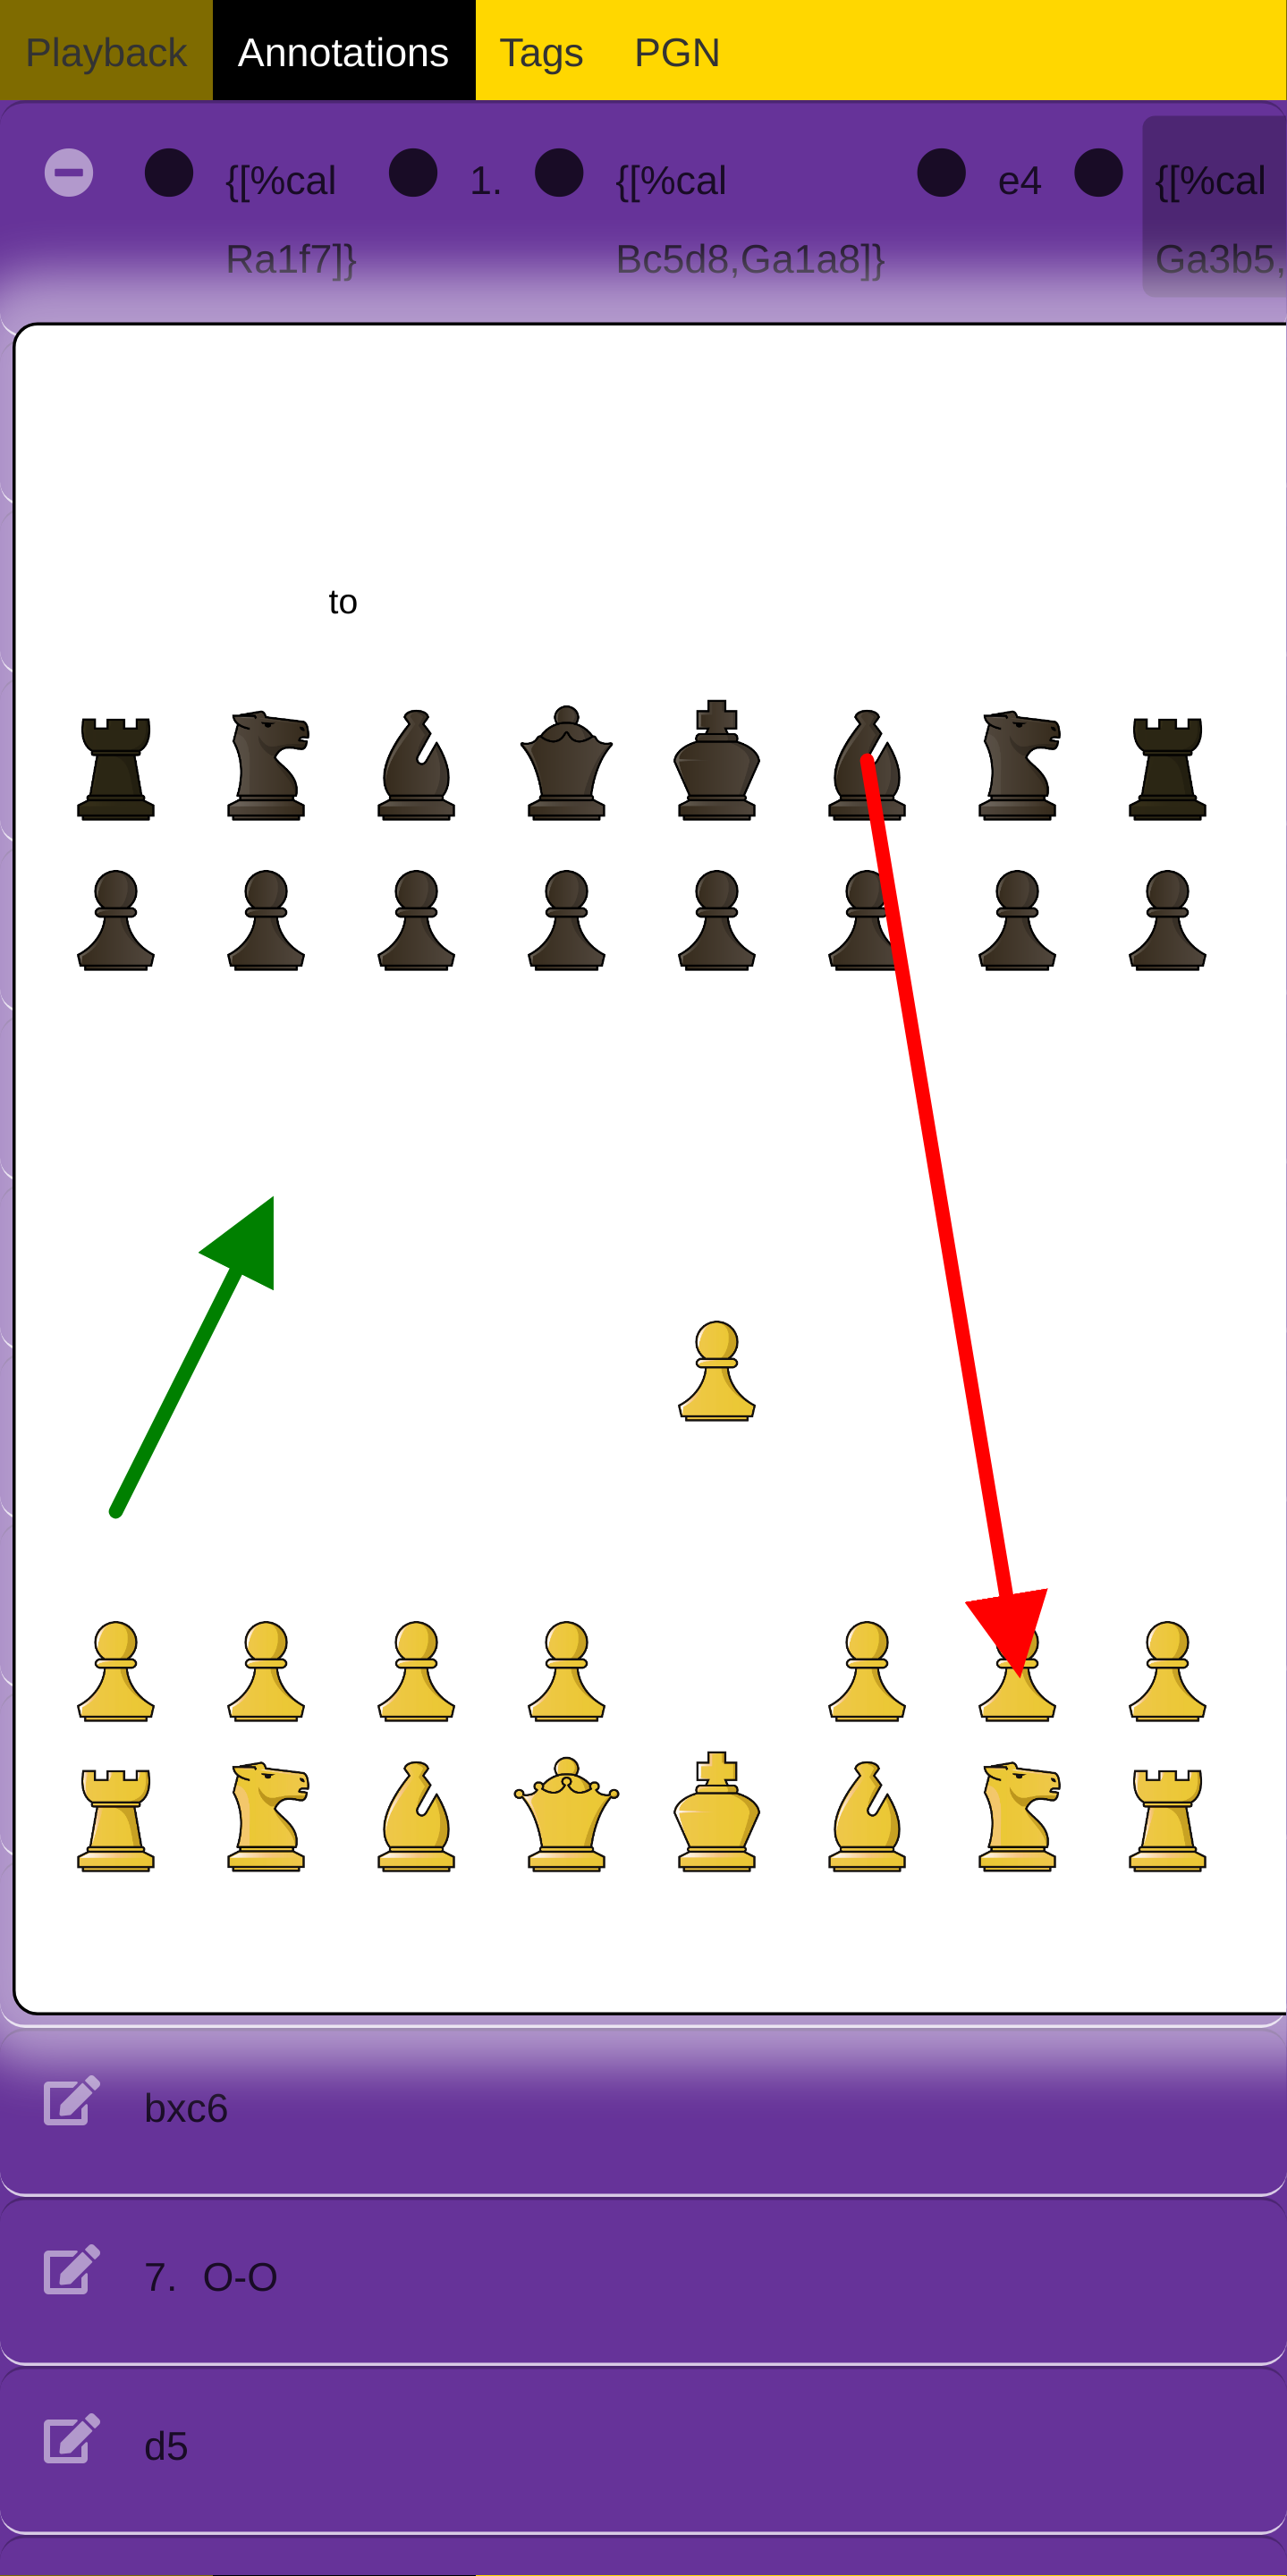 Playback Annotations Tags PGN
{[%cal 1. {[%cal e4 {[%cal
Ra1f7]} Bc5d8,Ga1a8]} Ga3b5,
to
bxc6
7. O-O
d5